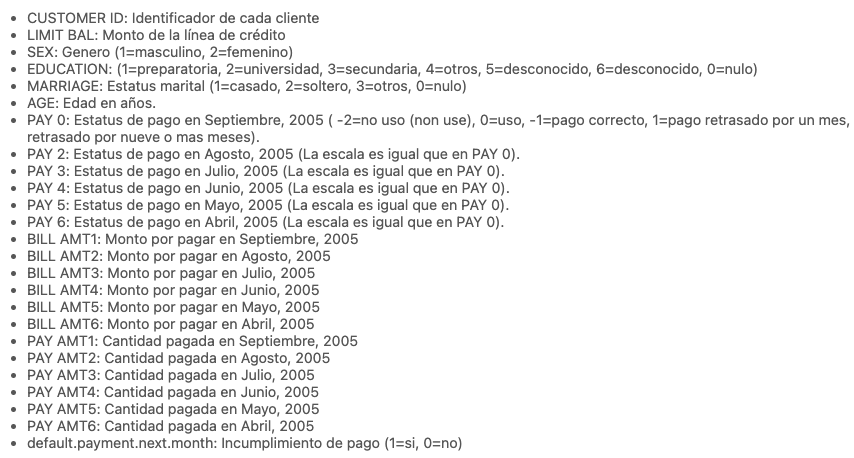 • CUSTOMER ID: Identificador de cada cliente
• LIMIT BAL: Monto de la línea de crédito
• SEX: Genero (1=masculino, 2=femenino)
• EDUCATION: (1=preparatoria, 2=universidad, 3=secundaria, 4=otros, 5=desconocido, 6=desconocido, 0=nulo)
• MARRIAGE: Estatus marital (1=casado, 2=soltero, 3=otros, 0=nulo)
• AGE: Edad en años.
• PAY 0: Estatus de pago en Septiembre, 2005 ( -2=no uso (non use), 0=uso, -1=pago correcto, 1=pago retrasado por un mes,
retrasado por nueve o mas meses).
• PAY 2: Estatus de pago en Agosto, 2005 (La escala es igual que en PAY 0).
• PAY 3: Estatus de pago en Julio, 2005 (La escala es igual que en PAY 0).
• PAY 4: Estatus de pago en Junio, 2005 (La escala es igual que en PAY 0).
• PAY 5: Estatus de pago en Mayo, 2005 (La escala es igual que en PAY 0).
• PAY 6: Estatus de pago en Abril, 2005 (La escala es igual que en PAY 0).
• BILL AMT1: Monto por pagar en Septiembre, 2005
• BILL AMT2: Monto por pagar en Agosto, 2005
• BILL AMT3: Monto por pagar en Julio, 2005
• BILL AMT4: Monto por pagar en Junio, 2005
• BILL AMT5: Monto por pagar en Mayo, 2005
• BILL AMT6: Monto por pagar en Abril, 2005
• PAY AMT1: Cantidad pagada en Septiembre, 2005
• PAY AMT2: Cantidad pagada en Agosto, 2005
• PAY AMT3: Cantidad pagada en Julio, 2005
• PAY AMT4: Cantidad pagada en Junio, 2005
• PAY AMT5: Cantidad pagada en Mayo, 2005
• PAY AMT6: Cantidad pagada en Abril, 2005
• default.payment.next.month: Incumplimiento de pago (1=si, 0=no)